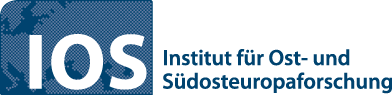 IOS
Institut für Ost- und
Südosteuropaforschung